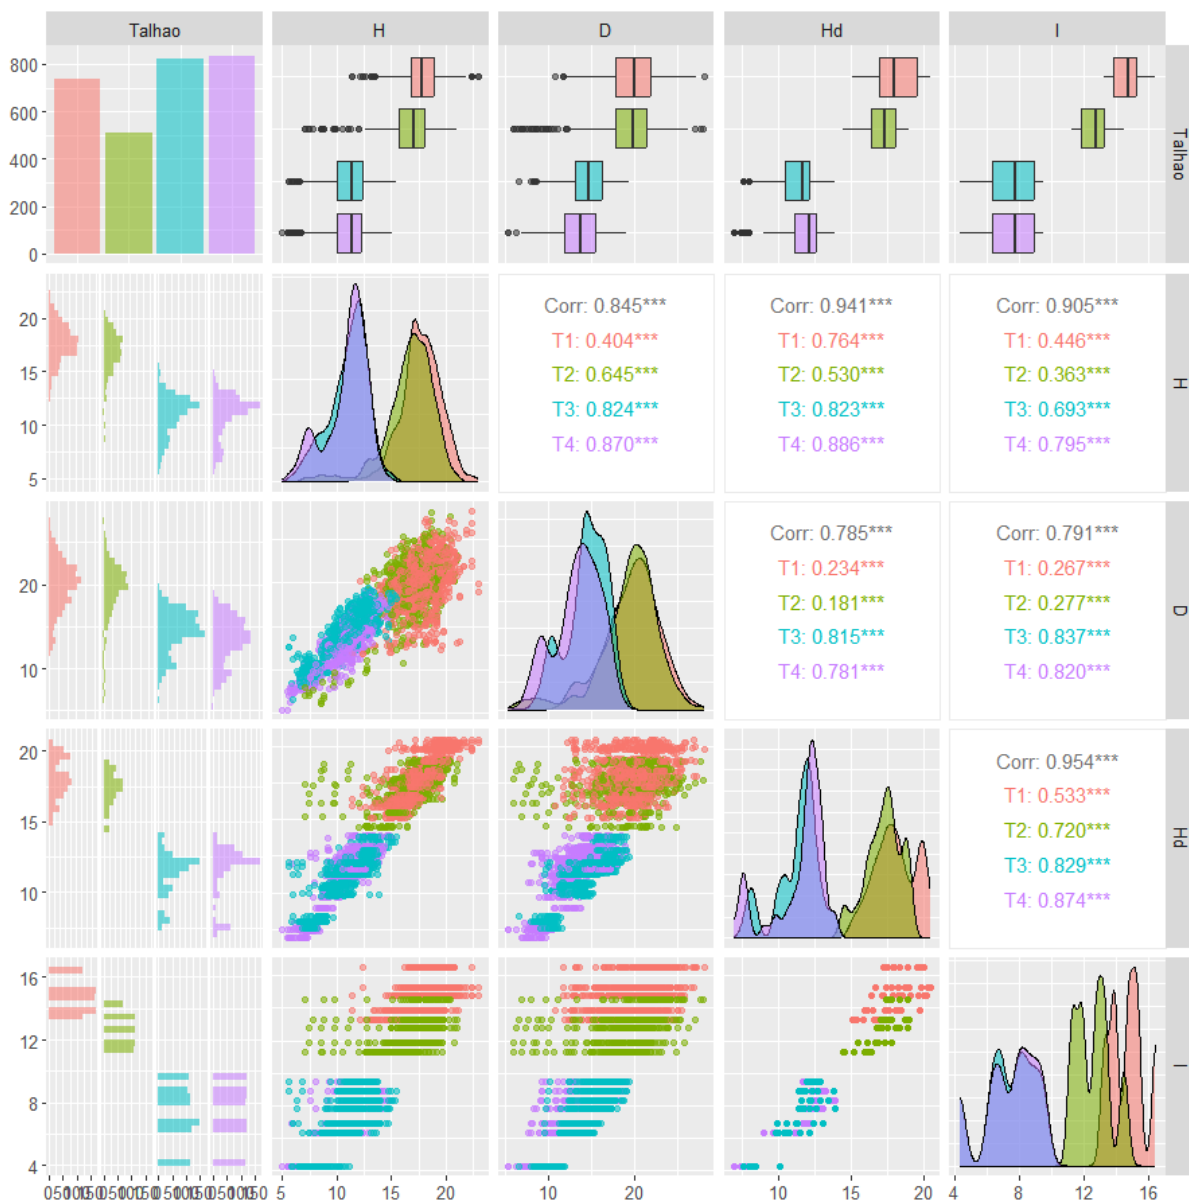 Talhao
H
D
Hd
I
800
600
400
200
0
Talhao
20
15
10
5
Corr: 0.845***
T1: 0.404***
T2: 0.645***
T3: 0.824***
T4: 0.870***
Corr: 0.941***
T1: 0.764***
T2: 0.530***
T3: 0.823***
T4: 0.886***
Corr: 0.905***
T1: 0.446***
T2: 0.363***
T3: 0.693***
T4: 0.795***
H
20
10
Corr: 0.785***
T1: 0.234***
T2: 0.181***
T3: 0.815***
T4: 0.781***
Corr: 0.791***
T1: 0.267***
T2: 0.277***
T3: 0.837***
T4: 0.820***
D
20
15
10
Corr: 0.954***
T1: 0.533***
T2: 0.720***
T3: 0.829***
T4: 0.874***
Hd
16
12
8
4
I
5 10 15 20
10 20
10 15 20
4 8 12 16